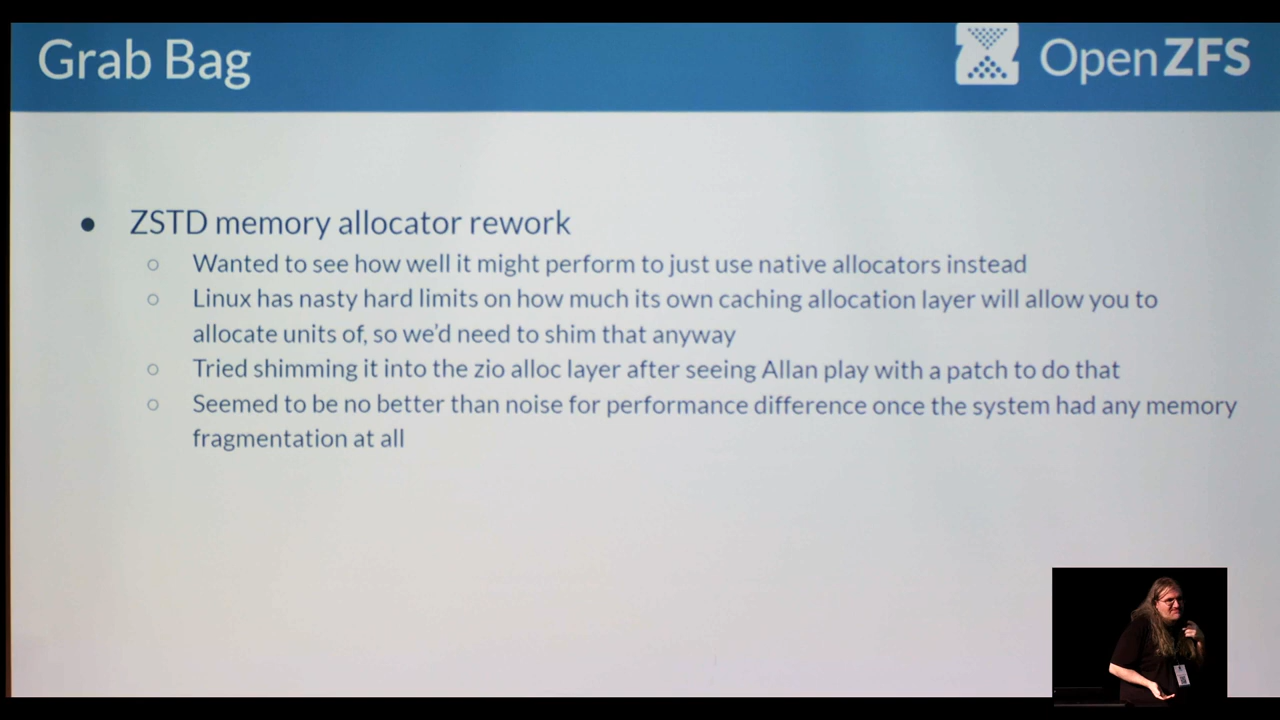 Grab Bag
OpenZFS
ZSTD memory allocator rework
Wanted to see how well it might perform to just use native allocators instead
Linux has nasty hard limits on how much its own caching allocation layer will allow you to
allocate units of, so we'd need to shim that anyway
Tried shimming it into the zio alloc layer after seeing Allan play with a patch to do that
Seemed to be no better than noise for performance difference once the system had any memory
fragmentation at all